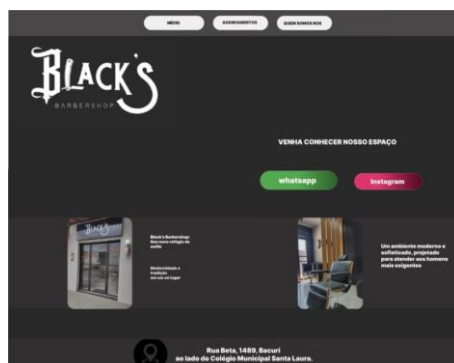 INÍCIO
AGENDAMENTOS
QUEM SOMOS NÓS
BLACK'S
BARBERSHOP
VENHA CONHECER NOSSO ESPAÇO
whatsapp
Instagram
BLACK'S
Black's Barbershop:
Seu novo refúgio de
estilo
Modernidade e
tradição
em um só lugar
Um ambiente moderno e
sofisticado, projetado
para atender aos homens
mais exigentes
Rua Beta, 1489, Bacuri
ao lado do Colégio Municipal Santa Laura.